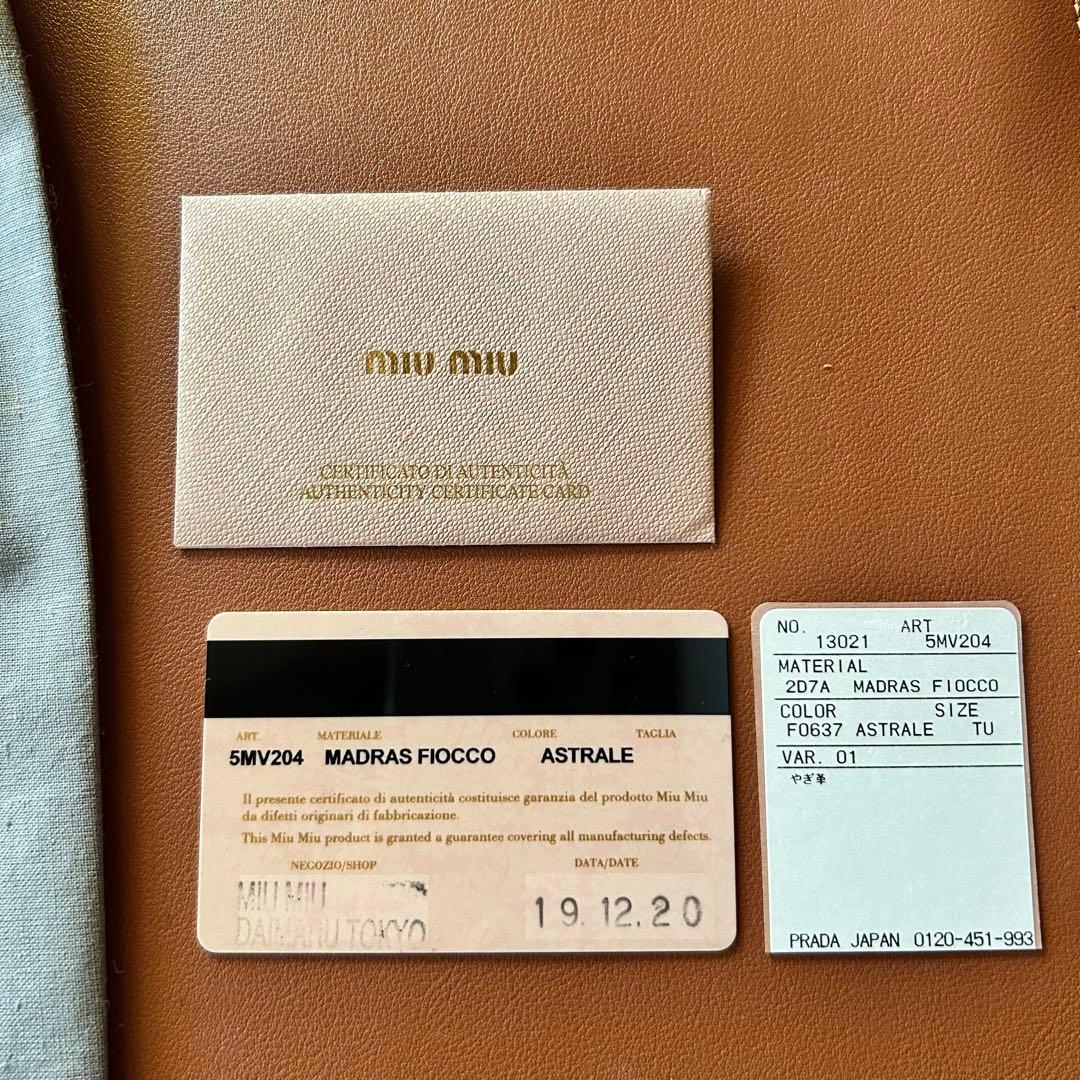 MIU MIU
CERTIFICATO DI AUTENTICITÀ
AUTHENTICITY CERTIFICATE CARD
ART. MATERIALE COLORE TAGLIA
5MV204 MADRAS FIOCCO ASTRALE
Il presente certificato di autenticità costituisce garanzia del prodotto Miu Miu
da difetti originari di fabbricazione.
This Miu Miu product is granted a guarantee covering all manufacturing defects.
NEGOZIO/SHOP DATA/DATE
MIU MIU
DAIMARU TOKYO
19.12.20
NO. ART
13021 5MV204
MATERIAL
2D7A MADRAS FIOCCO
COLOR SIZE
F0637 ASTRALE TU
VAR. 01
やぎ革
PRADA JAPAN 0120-451-993